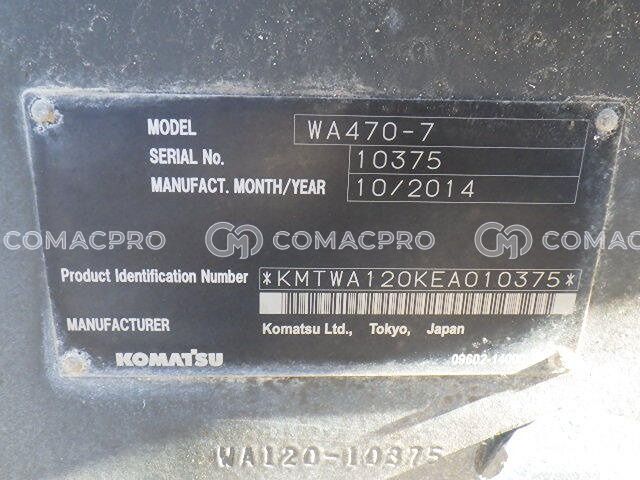 MODEL WA470-7
SERIAL No. 10375
MANUFACT. MONTH/YEAR 10/2014
COMACPRO COMACPRO COMACPRO
Product Identification Number *KMTWA120KEA010375*
MANUFACTURER Komatsu Ltd., Tokyo, Japan
KOMATSU
WA120-10375